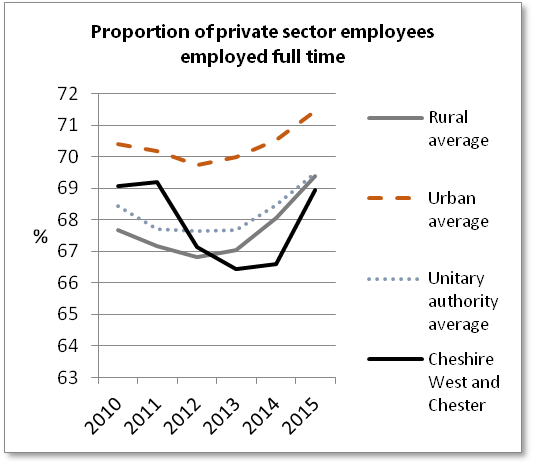 Proportion of private sector employees
employed full time
72
71
70
69
68
67
66
65
64
63
%
2010
2011
2012
2013
2014
2015
Rural
average
Urban
average
Unitary
authority
average
Cheshire
West and
Chester